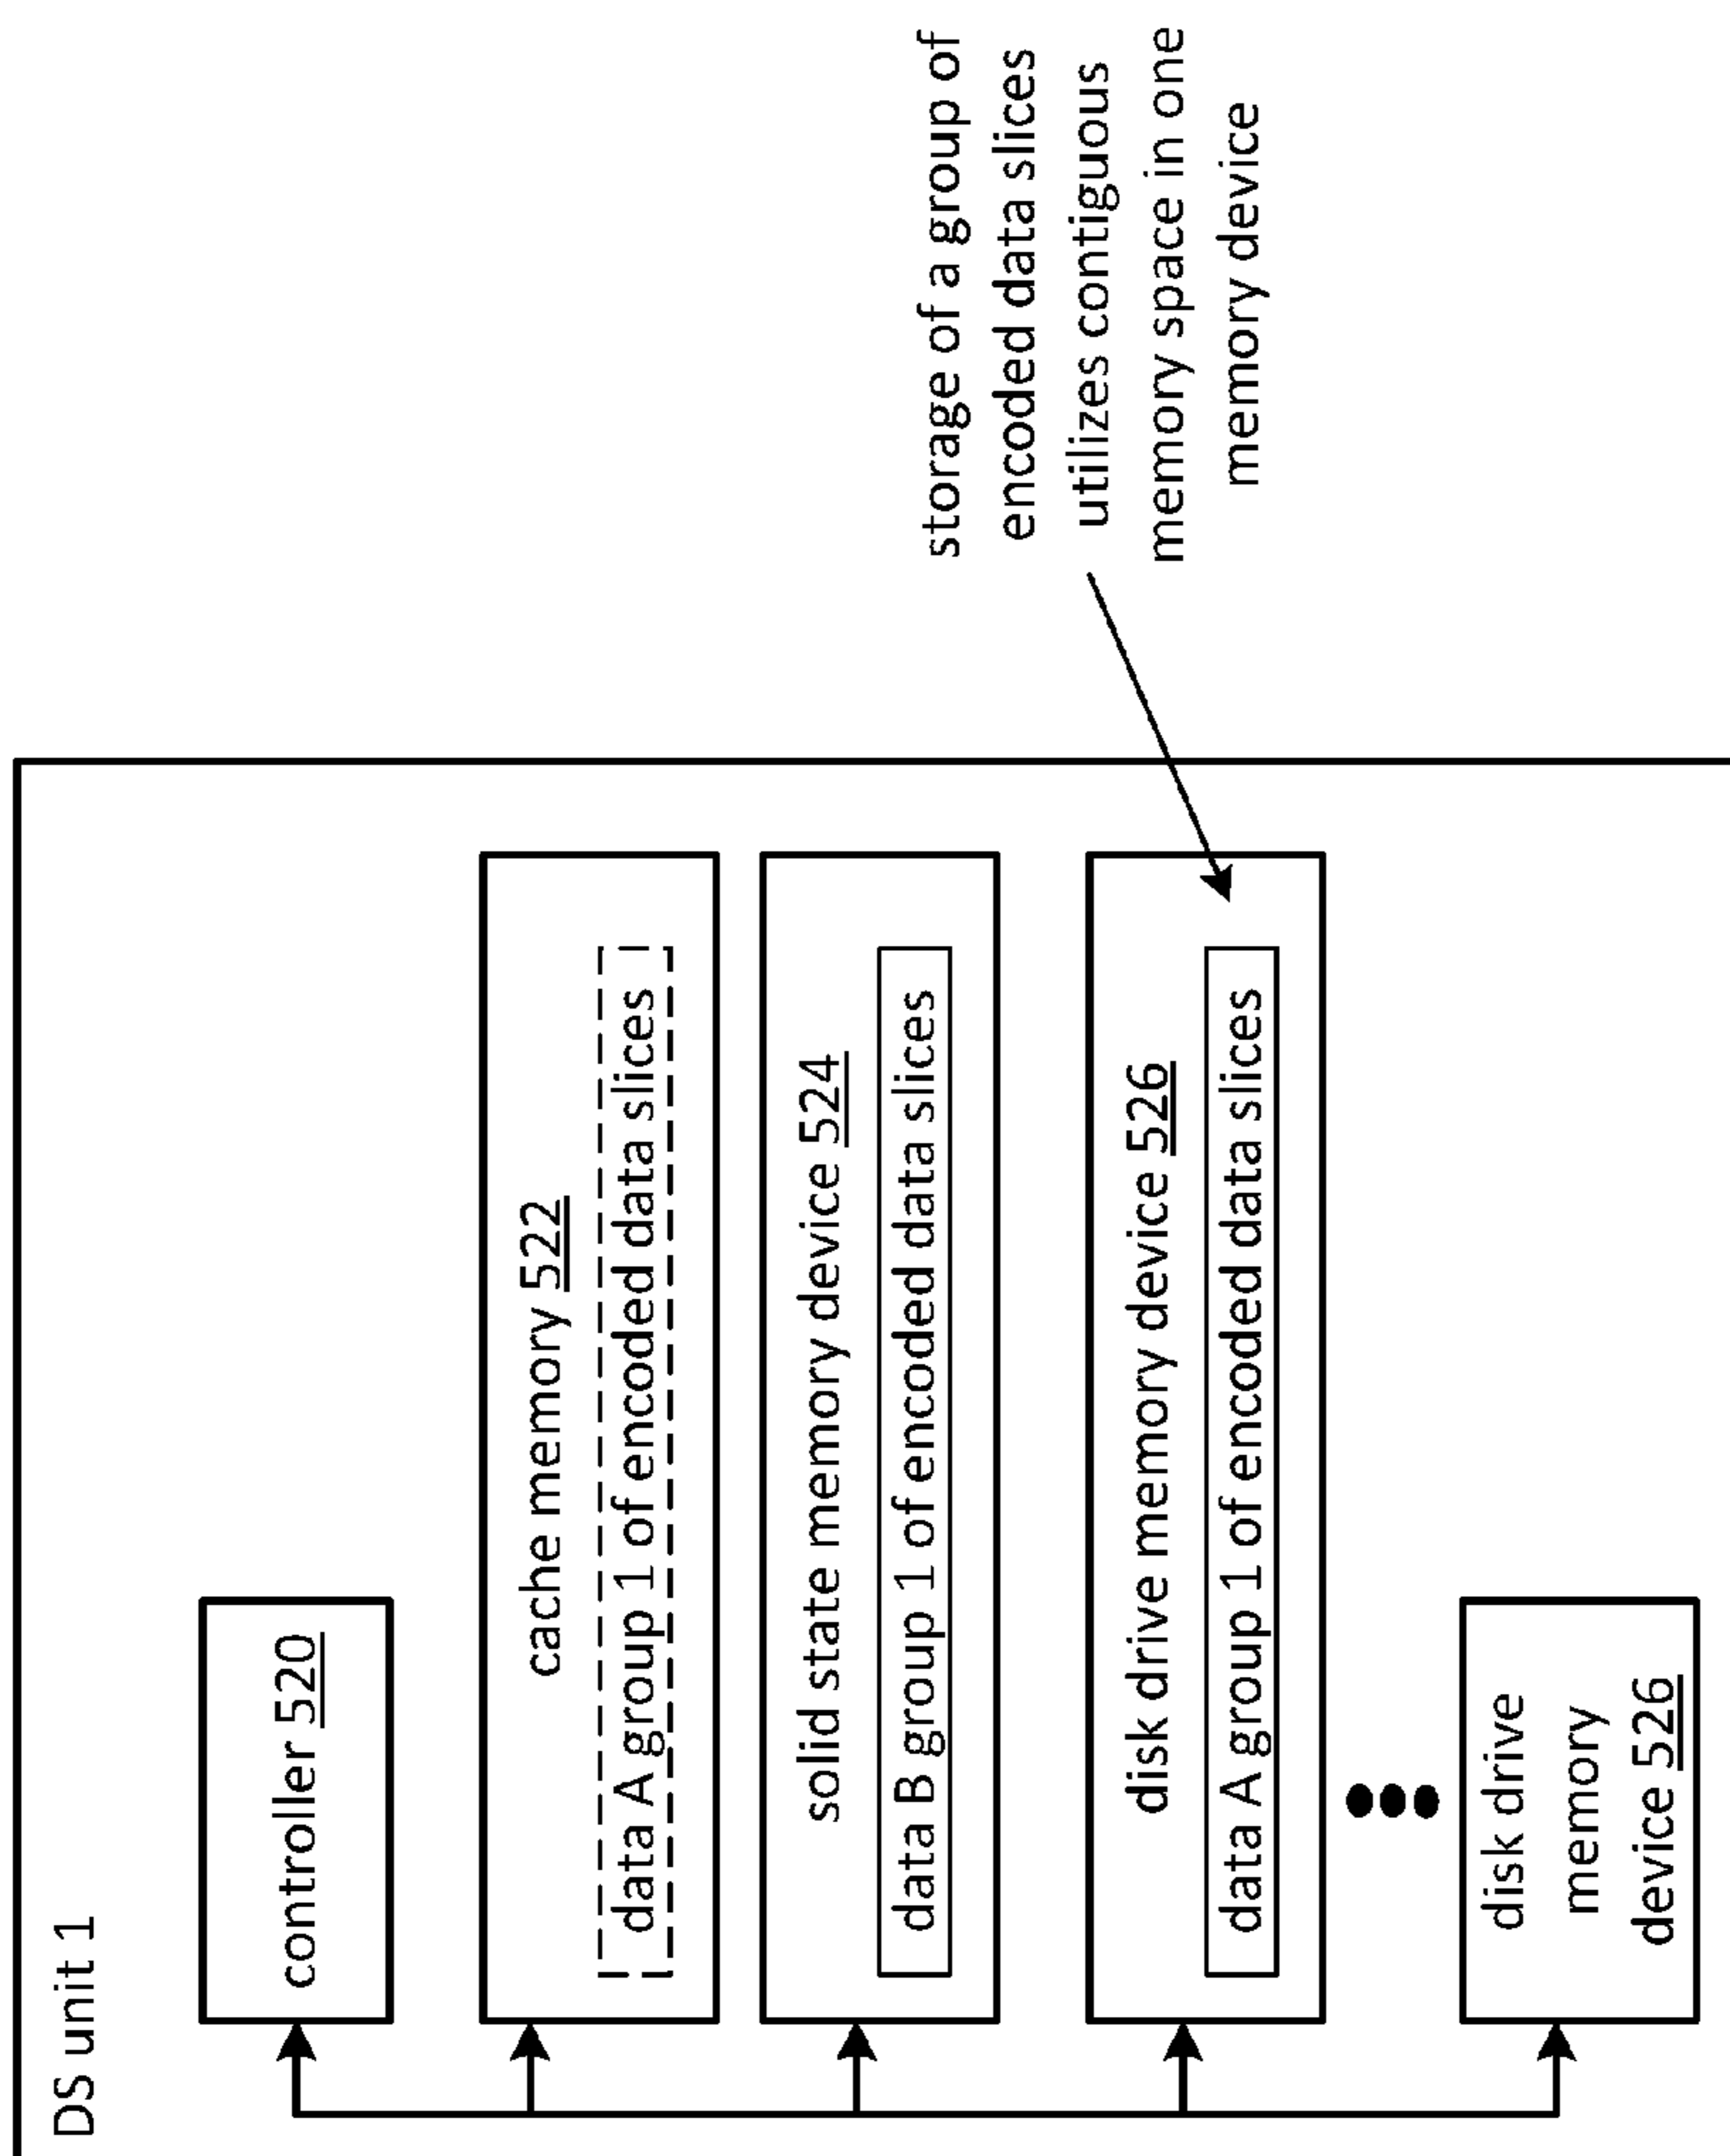 DS unit 1
controller 520
cache memory 522
data A group 1 of encoded data slices
solid state memory device 524
data B group 1 of encoded data slices
disk drive memory device 526
data A group 1 of encoded data slices
disk drive
memory
device 526
storage of a group of
encoded data slices
utilizes contiguous
memory space in one
memory device